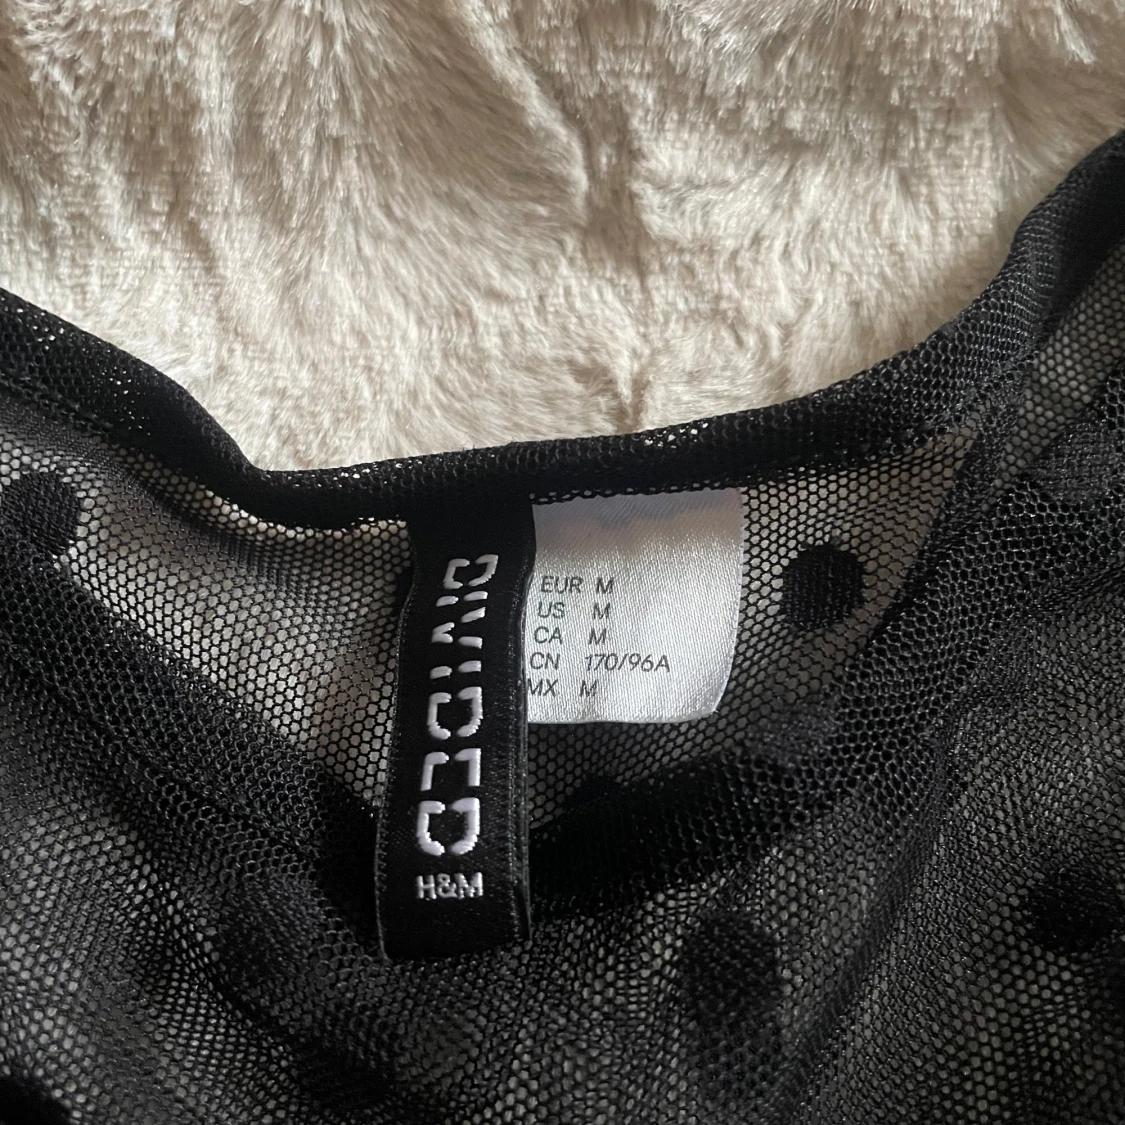 DIVIDED
H&M
EUR M
US M
CA M
CN 170/96A
MX M